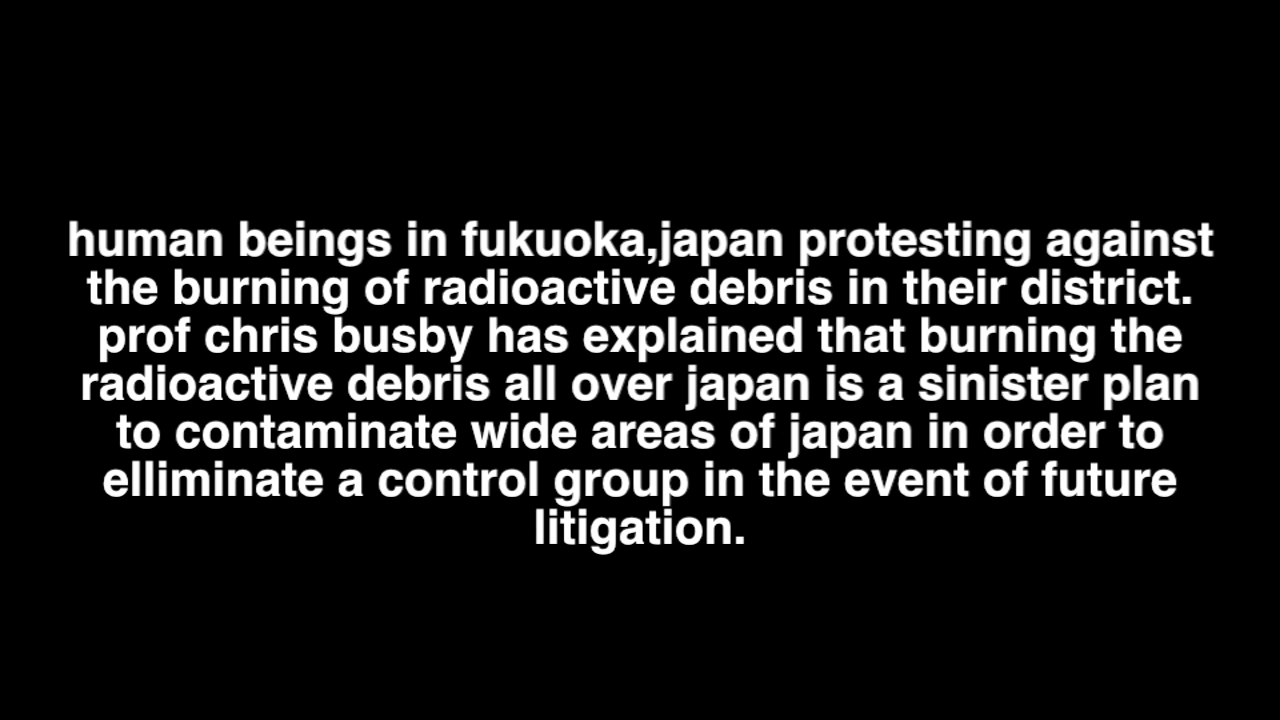 human beings in fukuoka,japan protesting against
the burning of radioactive debris in their district.
prof chris busby has explained that burning the
radioactive debris all over japan is a sinister plan
to contaminate wide areas of japan in order to
elliminate a control group in the event of future
litigation.